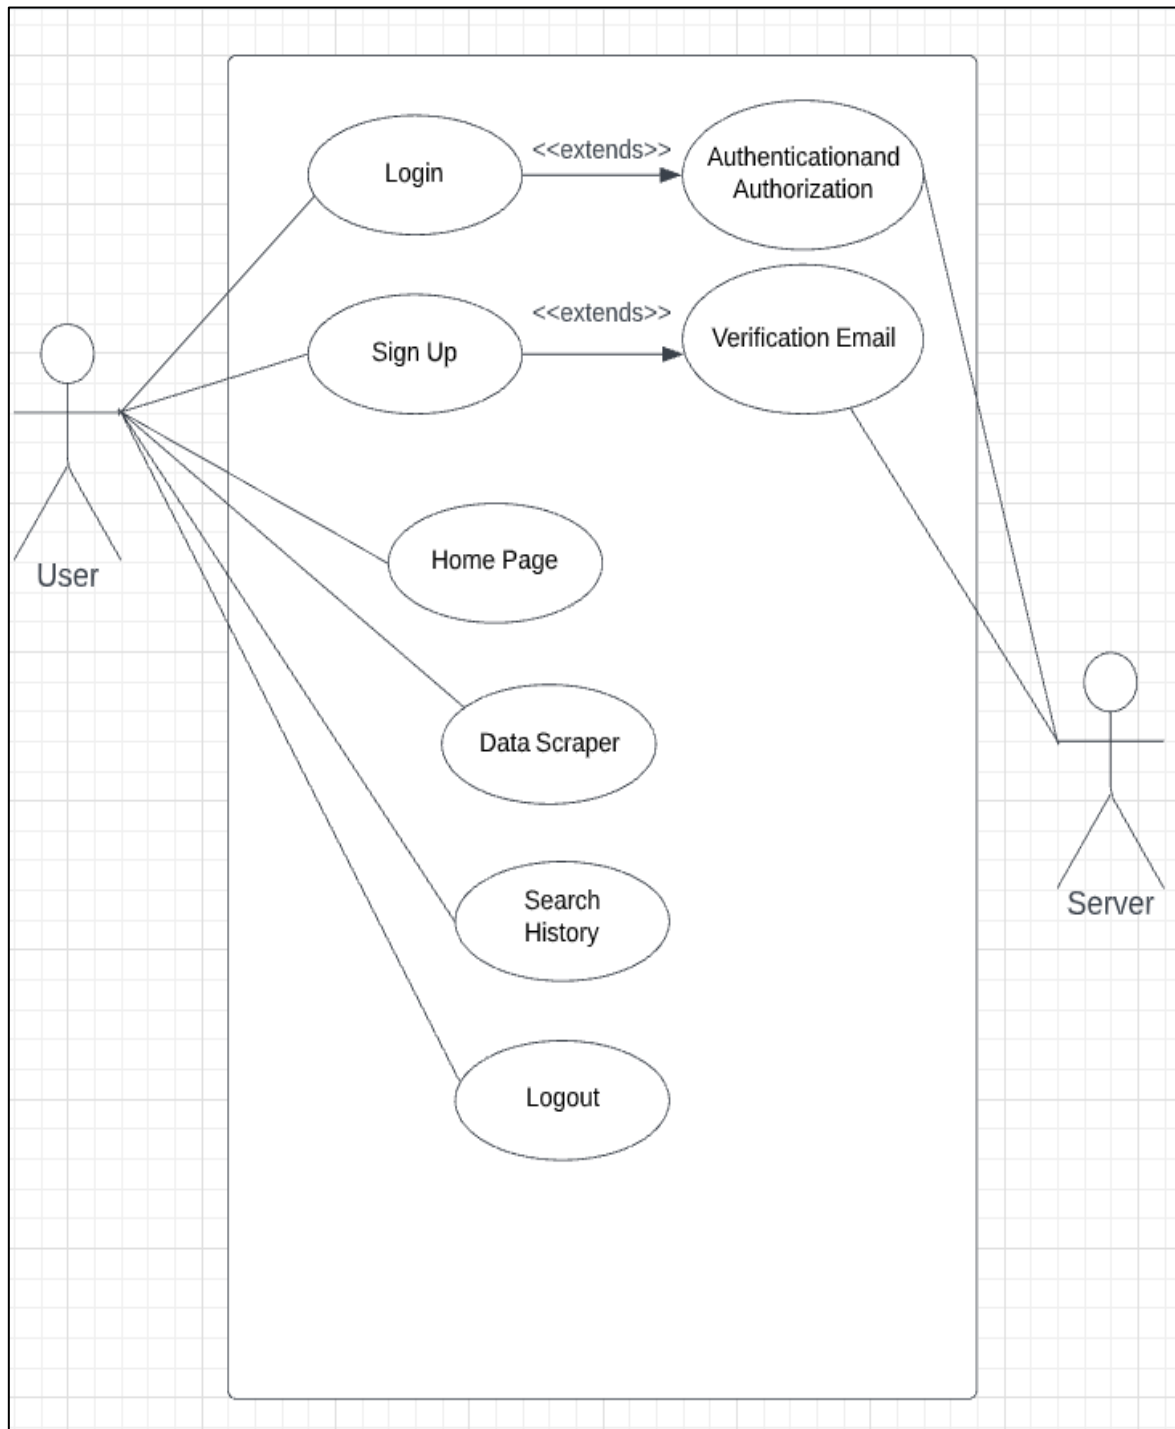 <<extends>>
Login
Authenticationand
Authorization
<<extends>>
Sign Up
Verification Email
User
Home Page
Data Scraper
Search
History
Server
Logout